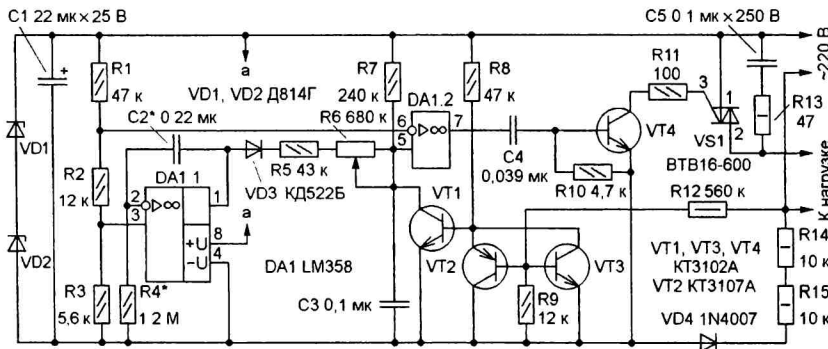 C1 22 мк × 25 В
C5 0 1 мк × 250 В
R1
47 к
a
VD1, VD2 Д814Г
R7
240 к
R8
47 к
R11
100
220 В
~220 В
R13
47
C2* 0 22 мк
R6 680 к
DA1.2
6
5
7
VT4
3
1
2
VS1
BTB16-600
VD1
R2
12 к
DA1 1
R5 43 к
VD3 КД522Б
C4
0,039 мк
R10 4,7 к
R12 560 к
К нагрузке
2
3
1
8
4
+U
-U
a
VT1
VT2
VT3
VT1, VT3, VT4
КТ3102А
VT2 КТ3107А
R14
10 к
VD2
DA1 LM358
R3
5,6 к
R4*
1 2 М
C3 0,1 мк
R9
12 к
VD4 1N4007
R15
10 к